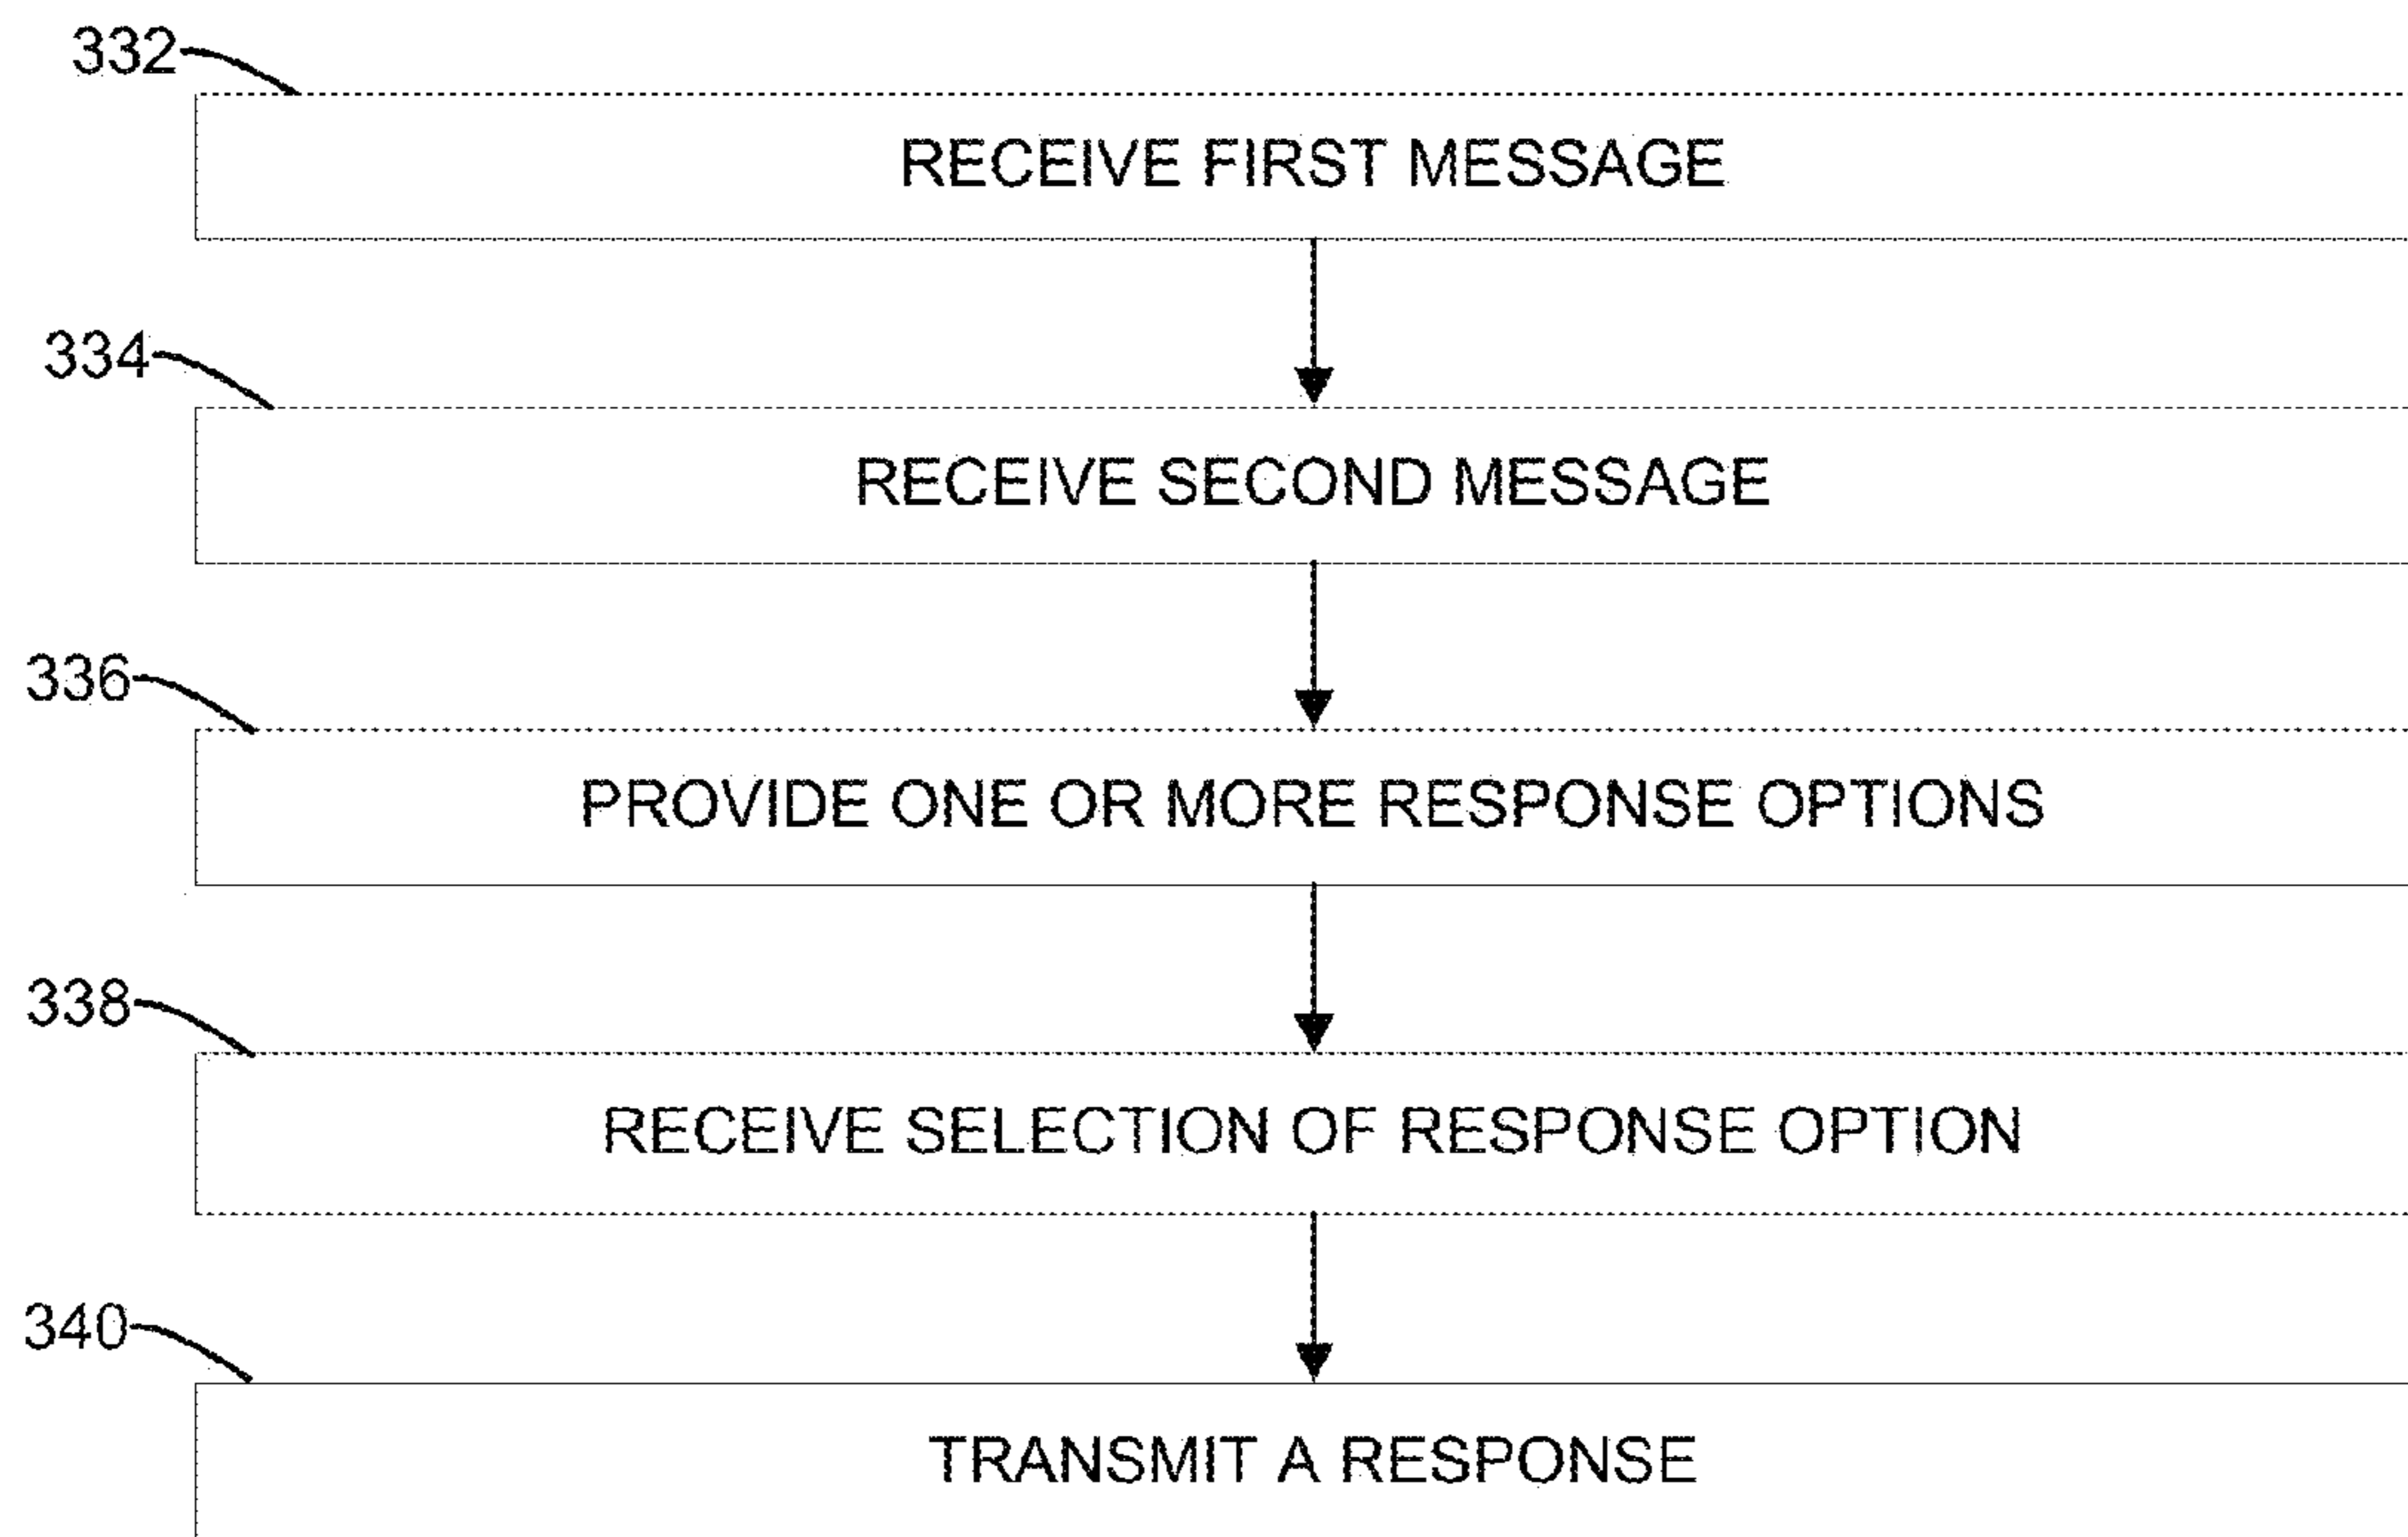 332
RECEIVE FIRST MESSAGE
334
RECEIVE SECOND MESSAGE
336
PROVIDE ONE OR MORE RESPONSE OPTIONS
338
RECEIVE SELECTION OF RESPONSE OPTION
340
TRANSMIT A RESPONSE